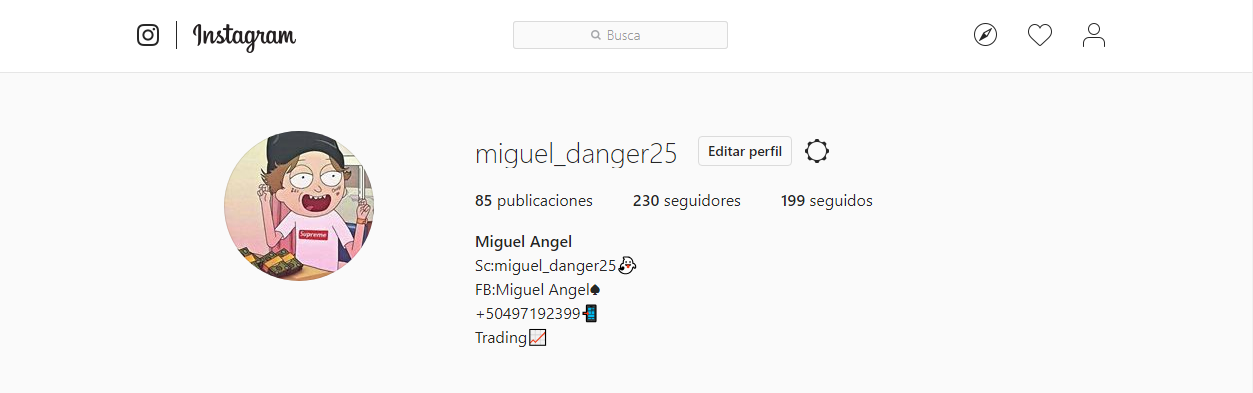 Instagram
Busca
miguel_danger25 Editar perfil
85 publicaciones 230 seguidores 199 seguidos
Supreme
Miguel Angel
Sc:miguel_danger25👻
FB:Miguel Angel♠
+50497192399📲
Trading📈